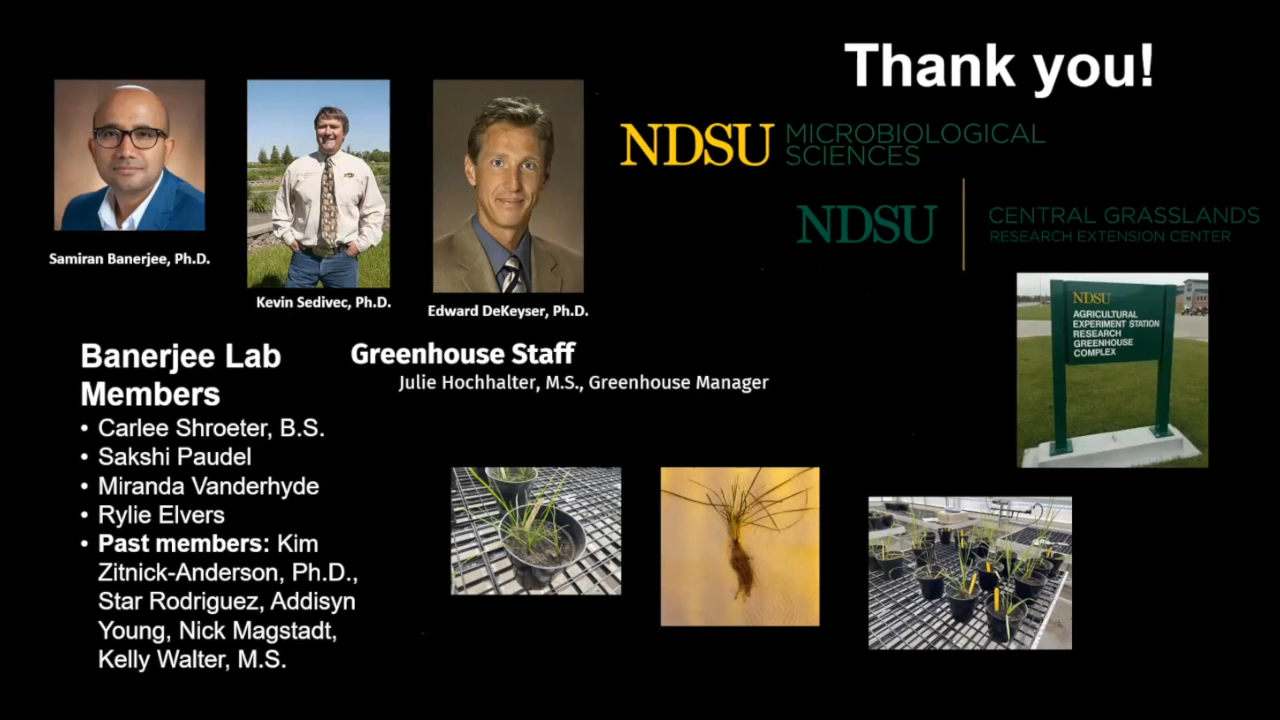 Thank you!
NDSU MICROBIOLOGICAL
SCIENCES
NDSU
CENTRAL GRASSLANDS
RESEARCH EXTENSION CENTER
Samiran Banerjee, Ph.D.
Kevin Sedivec, Ph.D.
Edward DeKeyser, Ph.D.
NDSU
AGRICULTURAL
EXPERIMENT STATION
RESEARCH
GREENHOUSE
COMPLEX
Banerjee Lab
Members
• Carlee Shroeter, B.S.
• Sakshi Paudel
• Miranda Vanderhyde
• Rylie Elvers
• Past members: Kim
Zitnick-Anderson, Ph.D.,
Star Rodriguez, Addisyn
Young, Nick Magstadt,
Kelly Walter, M.S.
Greenhouse Staff
Julie Hochhalter, M.S., Greenhouse Manager